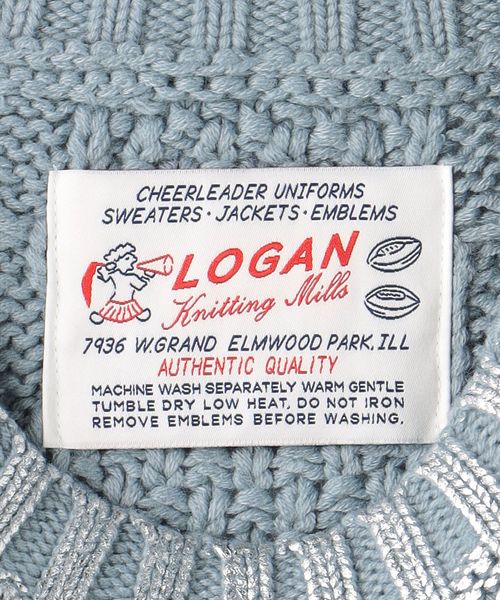 CHEERLEADER UNIFORMS
SWEATERS · JACKETS · EMBLEMS
LOGAN
Knitting Mills
7936 W. GRAND ELMWOOD PARK, ILL
AUTHENTIC QUALITY
MACHINE WASH SEPARATELY WARM GENTLE
TUMBLE DRY LOW HEAT, DO NOT IRON
REMOVE EMBLEMS BEFORE WASHING.